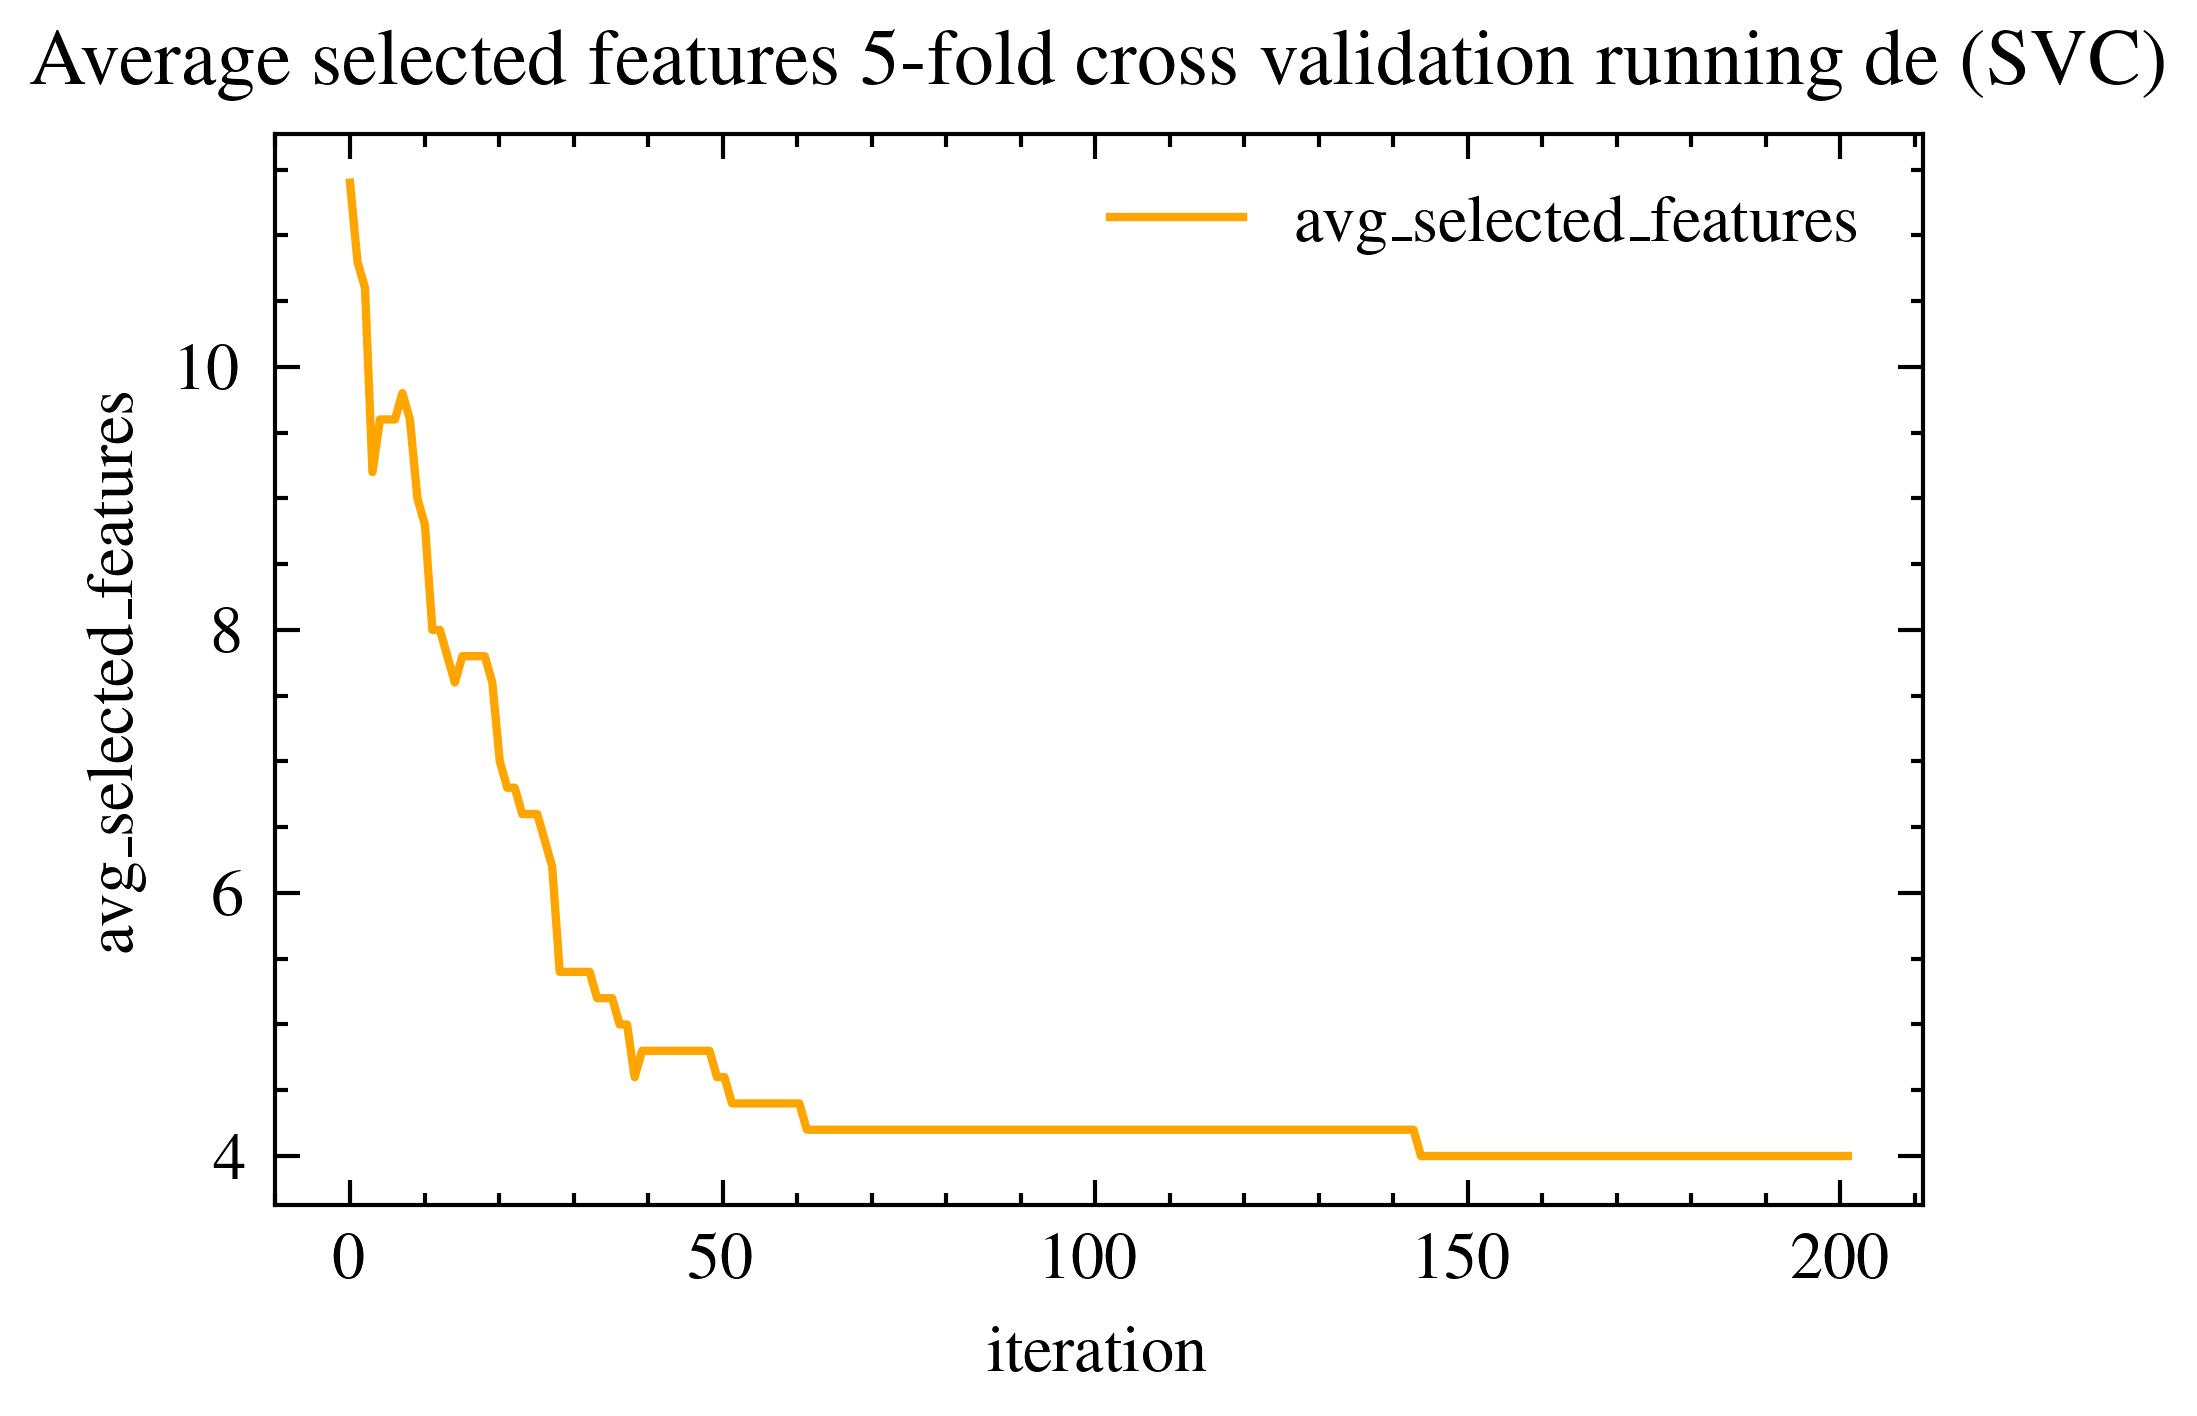 Average selected features 5-fold cross validation running de (SVC)
avg_selected_features
avg_selected_features
10
8
6
4
0 50 100 150 200
iteration